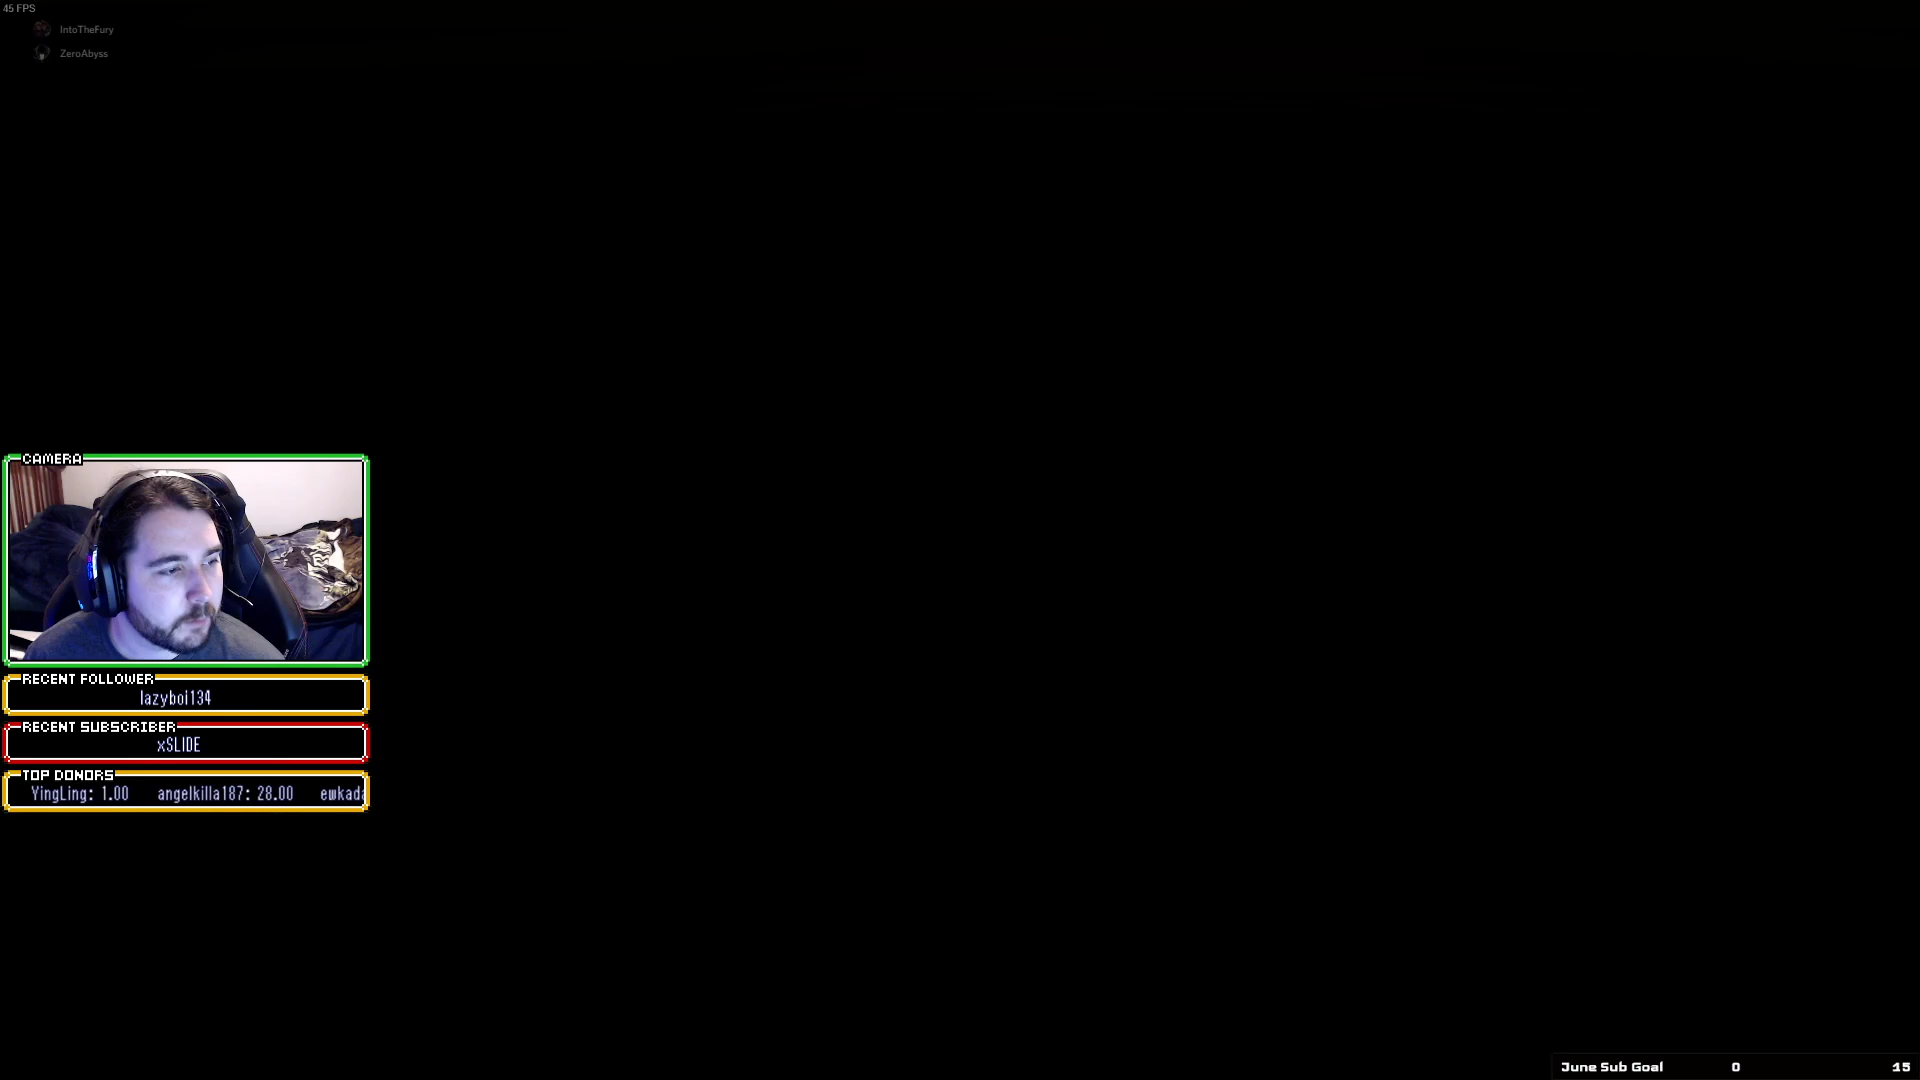 45 FPS
IntoTheFury
ZeroAbyss
CAMERA
RECENT FOLLOWER
lazyboi134
RECENT SUBSCRIBER
xSLIDE
TOP DONORS
YingLing: 1.00 angelkilla187: 28.00 ewkada
June Sub Goal 0 15